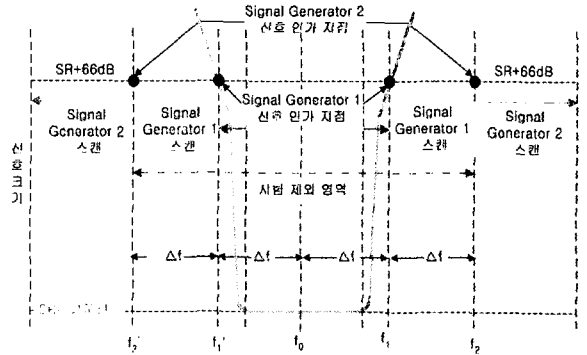 Signal Generator 2
신호 인가 지점
SR+66dB
SR+66dB
Signal Generator 1
신호 인가 지점
Signal
Generator 2
스캔
Signal
Generator 1
스캔
Signal
Generator 1
스캔
Signal
Generator 2
스캔
신호크기
시험 제외 영역
Δf
Δf
Δf
Δf
f₂'
f₁'
f₀
f₁
f₂